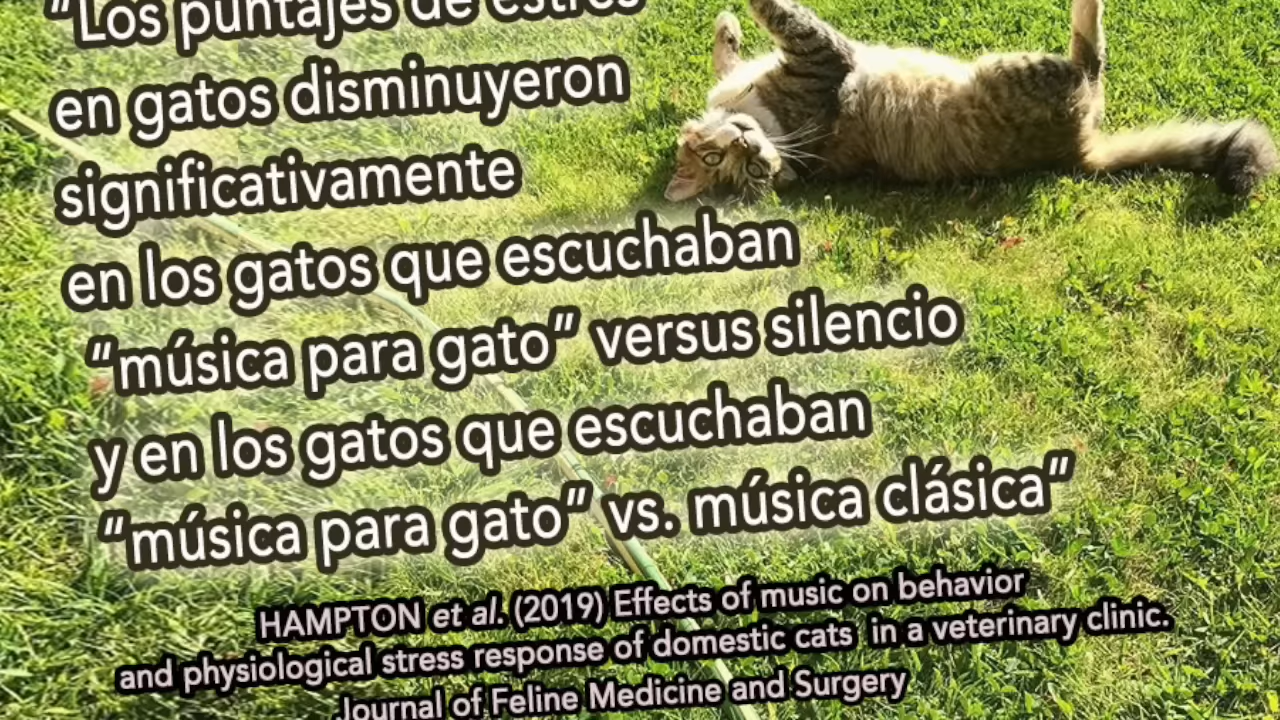 “Los puntajes de estrés
en gatos disminuyeron
significativamente
en los gatos que escuchaban
“música para gato” versus silencio
y en los gatos que escuchaban
“música para gato” vs. música clásica”
HAMPTON et al. (2019) Effects of music on behavior
and physiological stress response of domestic cats in a veterinary clinic.
Journal of Feline Medicine and Surgery